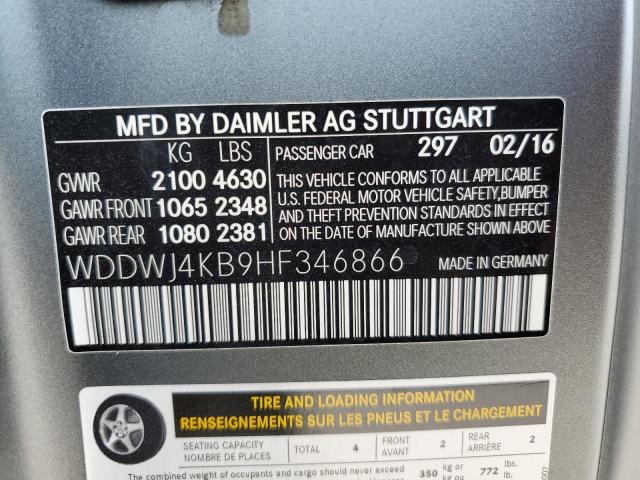 MFD BY DAIMLER AG STUTTGART
KG LBS PASSENGER CAR 297 02/16
GWR 2100 4630
GAWR FRONT 1065 2348
GAWR REAR 1080 2381
THIS VEHICLE CONFORMS TO ALL APPLICABLE
U.S. FEDERAL MOTOR VEHICLE SAFETY, BUMPER
AND THEFT PREVENTION STANDARDS IN EFFECT
ON THE DATE OF MANUFACTURE SHOWN ABOVE.
WDDWJ4KB9HF346866 MADE IN GERMANY
TIRE AND LOADING INFORMATION
RENSEIGNEMENTS SUR LES PNEUS ET LE CHARGEMENT
SEATING CAPACITY TOTAL 4 FRONT AVANT 2 REAR ARRIÈRE 2
NOMBRE DE PLACES
The combined weight of occupants and cargo should never exceed 350 kg or kg ou 772 lbs. lb.